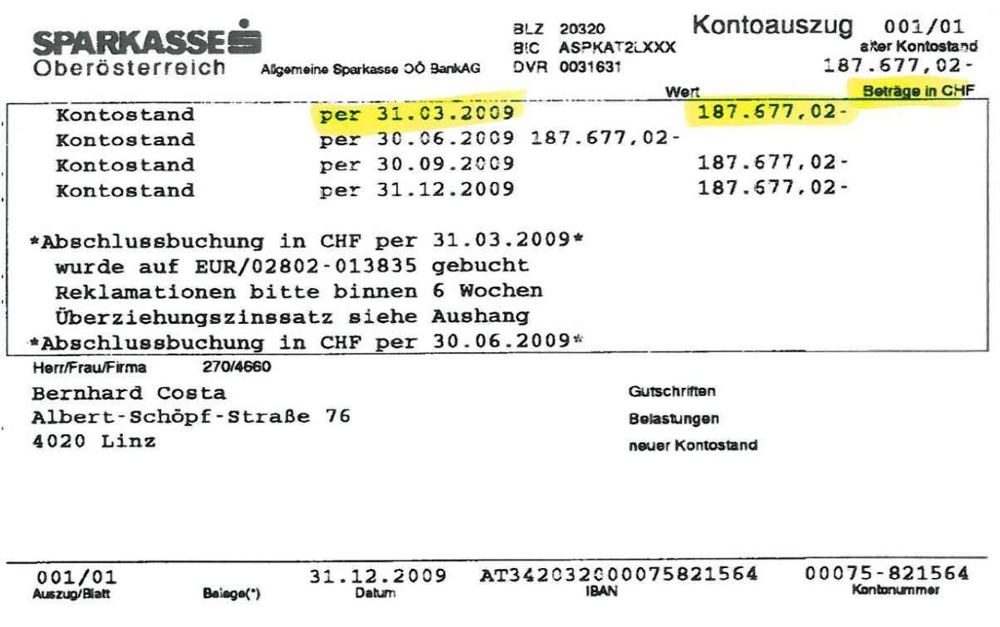 SPARKASSE
Oberösterreich Allgemeine Sparkasse OÖ BankAG
BLZ 20320
BIC ASPKAT2LXXX
DVR 0031631
Kontoauszug 001/01
alter Kontostand
187.677,02-
Wert Beträge in CHF
Kontostand per 31.03.2009 187.677,02-
Kontostand per 30.06.2009 187.677,02-
Kontostand per 30.09.2009 187.677,02-
Kontostand per 31.12.2009 187.677,02-
*Abschlussbuchung in CHF per 31.03.2009*
wurde auf EUR/02802-013835 gebucht
Reklamationen bitte binnen 6 Wochen
Überziehungszinssatz siehe Aushang
*Abschlussbuchung in CHF per 30.06.2009*
Herr/Frau/Firma 270/4660
Bernhard Costa
Albert-Schöpf-Straße 76
4020 Linz
Gutschriften
Belastungen
neuer Kontostand
001/01 31.12.2009 AT342032000075821564 00075-821564
Auszug/Blatt Belege(*) Datum IBAN Kontonummer